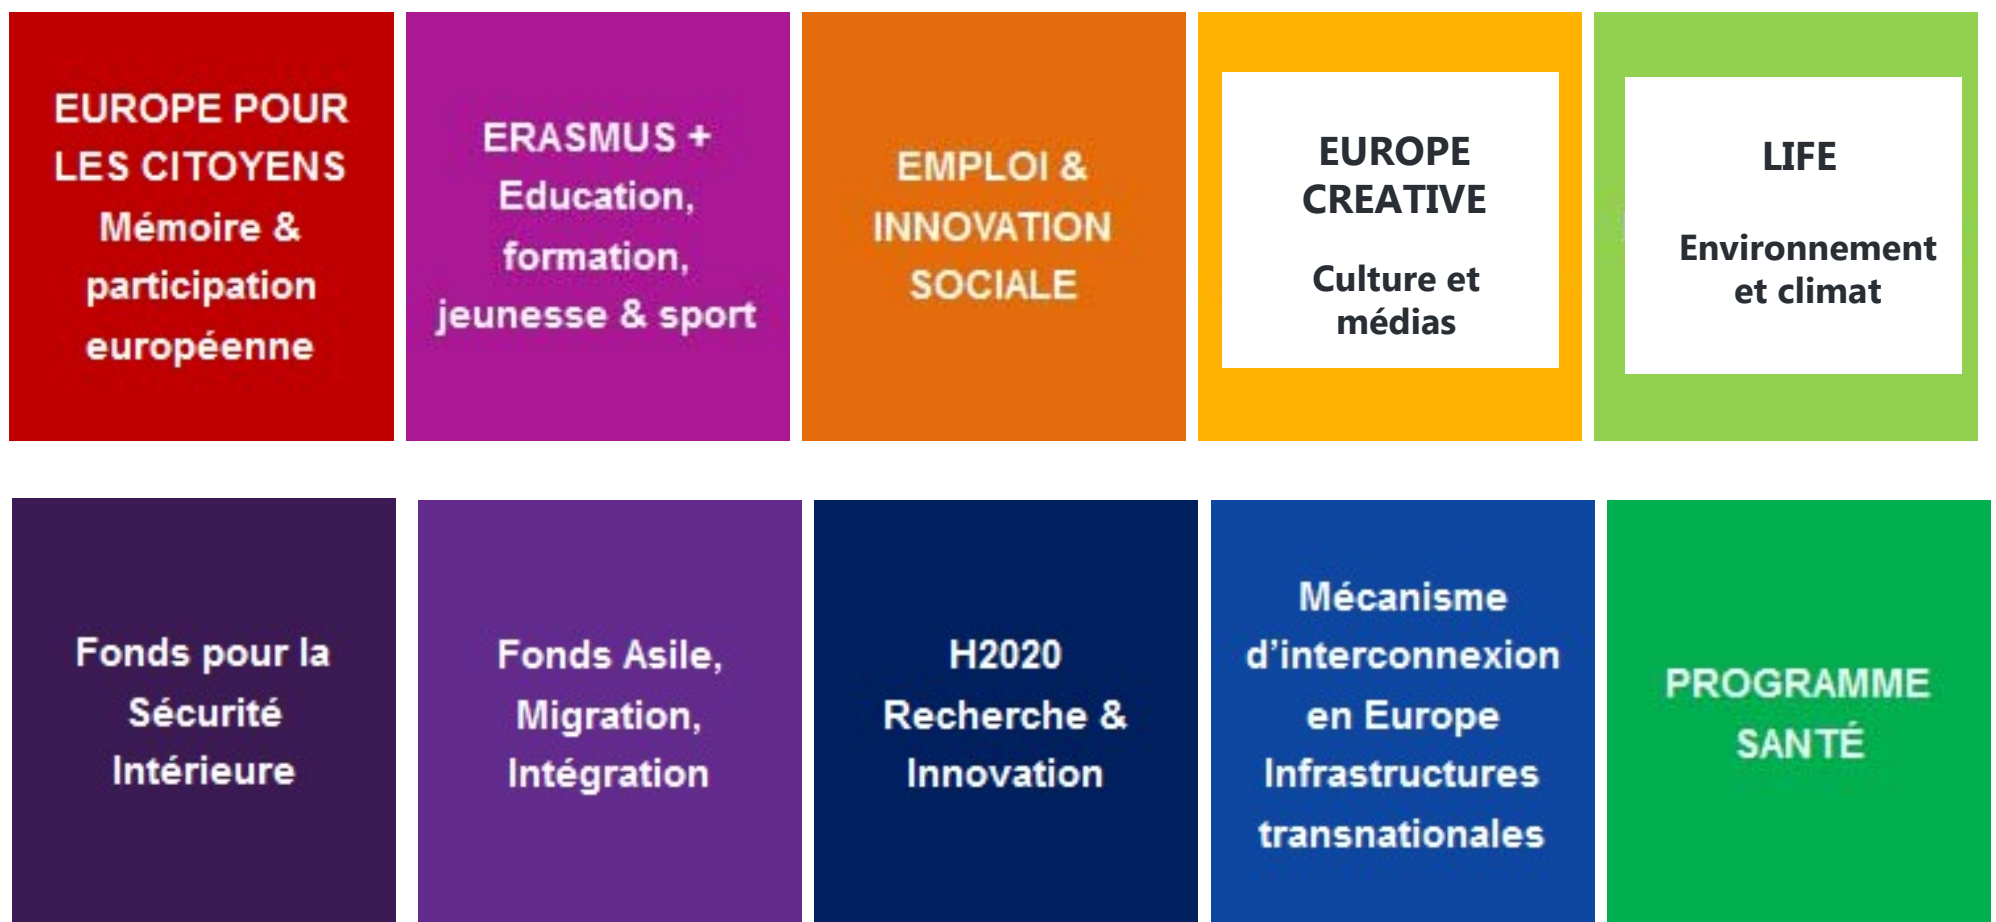 EUROPE POUR
LES CITOYENS
Mémoire &
participation
européenne
ERASMUS +
Education,
formation,
jeunesse & sport
EMPLOI &
INNOVATION
SOCIALE
EUROPE
CREATIVE
Culture et
médias
LIFE
Environnement
et climat
Fonds pour la
Sécurité
Intérieure
Fonds Asile,
Migration,
Intégration
H2020
Recherche &
Innovation
Mécanisme
d'interconnexion
en Europe
Infrastructures
transnationales
PROGRAMME
SANTÉ